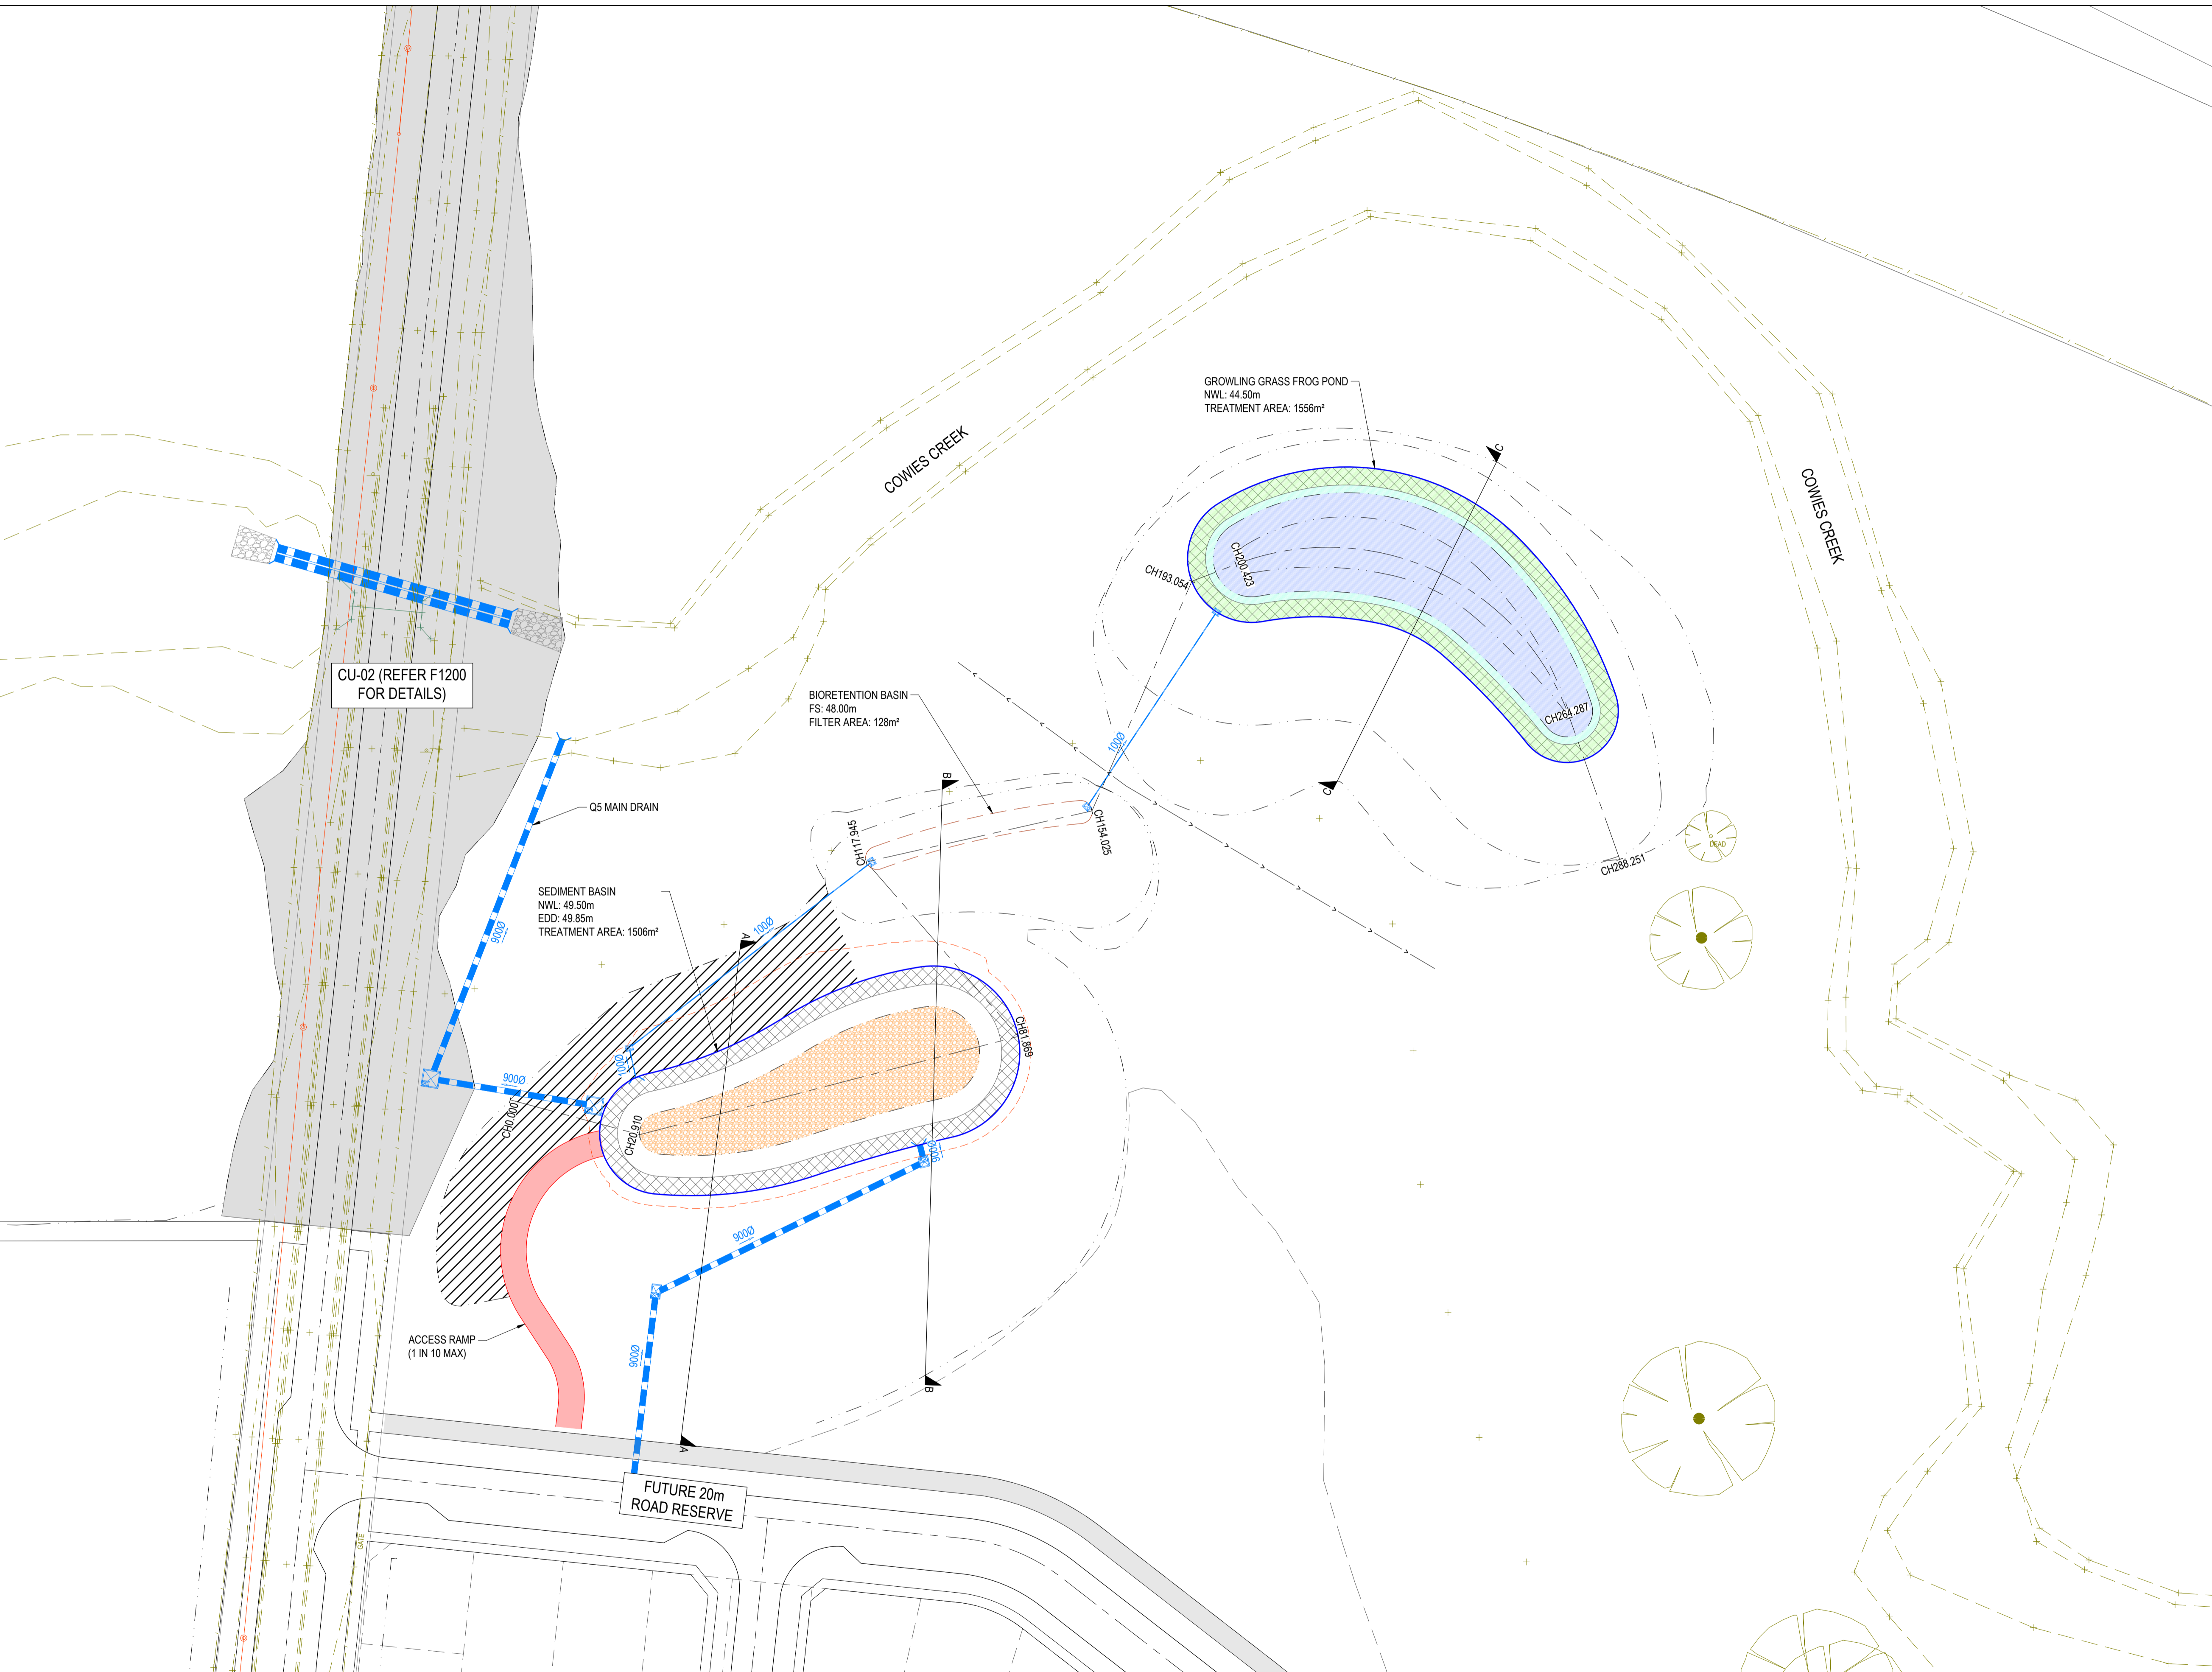 GROWLING GRASS FROG POND
NWL: 44.50m
TREATMENT AREA: 1556m²
C
COWIES CREEK
COWIES CREEK
CH200.423
CH193.054
CU-02 (REFER F1200
FOR DETAILS)
BIORETENTION BASIN
FS: 48.00m
FILTER AREA: 128m²
CH264.287
100Ø
B
C
Q5 MAIN DRAIN
CH117.945
CH154.025
DEAD
CH288.251
SEDIMENT BASIN
NWL: 49.50m
EDD: 49.85m
TREATMENT AREA: 1506m²
900Ø
100Ø
A
CH81.869
100Ø
900Ø
CH0.000
CH20.910
900Ø
900Ø
ACCESS RAMP
(1 IN 10 MAX)
900Ø
B
A
FUTURE 20m
ROAD RESERVE
GATE